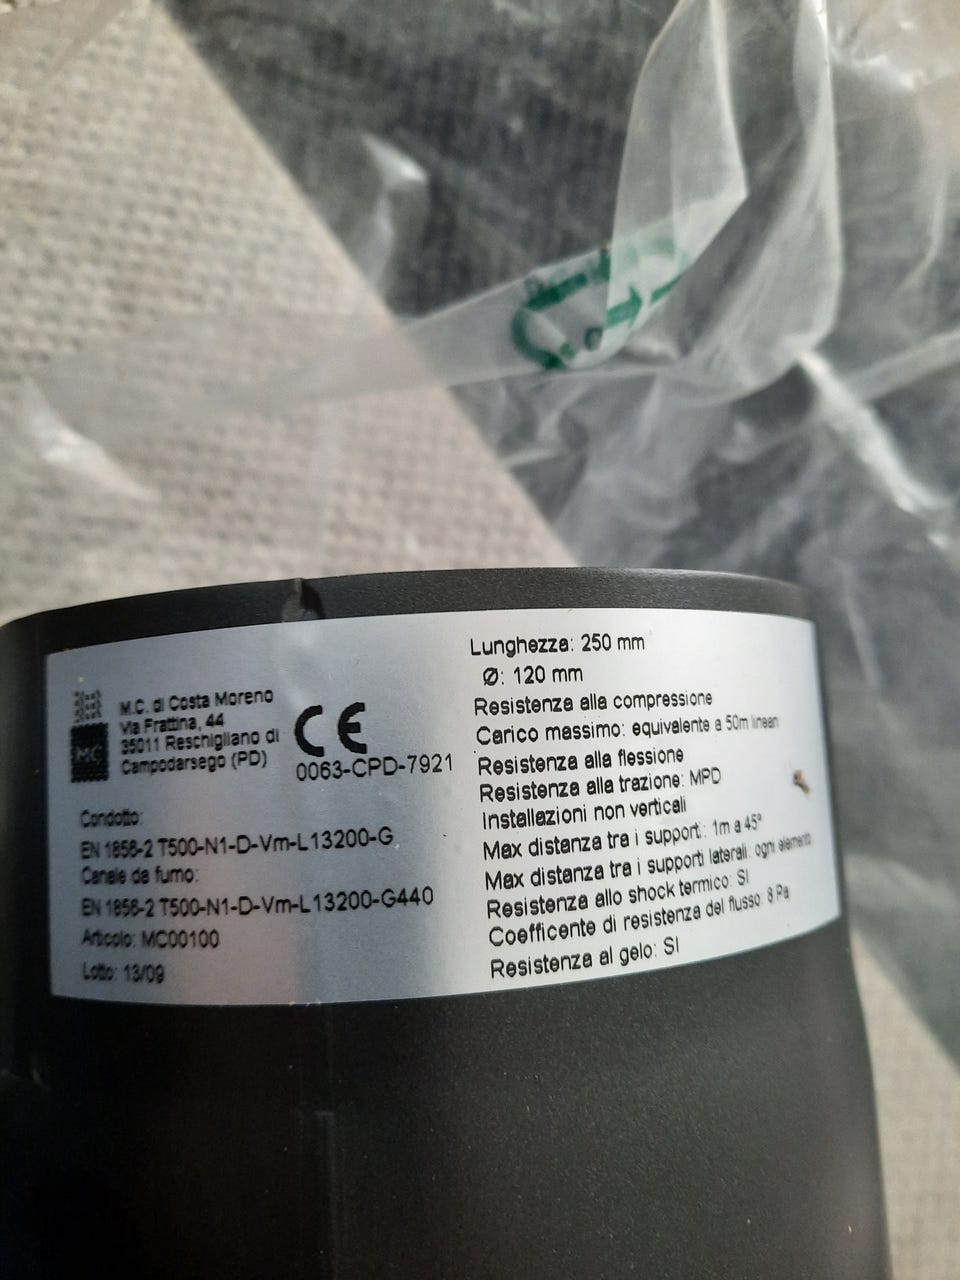 MC
M.C. di Costa Moreno
Via Frattina, 44
35011 Reschigliano di
Campodarsego (PD)
CE
0063-CPD-7921
Condotto:
EN 1856-2 T500-N1-D-Vm-L13200-G
Canale da fumo:
EN 1856-2 T500-N1-D-Vm-L13200-G440
Articolo: MC00100
Lotto: 13/09
Lunghezza: 250 mm
Ø: 120 mm
Resistenza alla compressione
Carico massimo: equivalente a 50m lineari
Resistenza alla flessione
Resistenza alla trazione: MPD
Installazioni non verticali
Max distanza tra i supporti: 1m a 45°
Max distanza tra i supporti laterali: ogni elemento
Resistenza allo shock termico: SI
Coefficente di resistenza del flusso: 8 Pa
Resistenza al gelo: SI